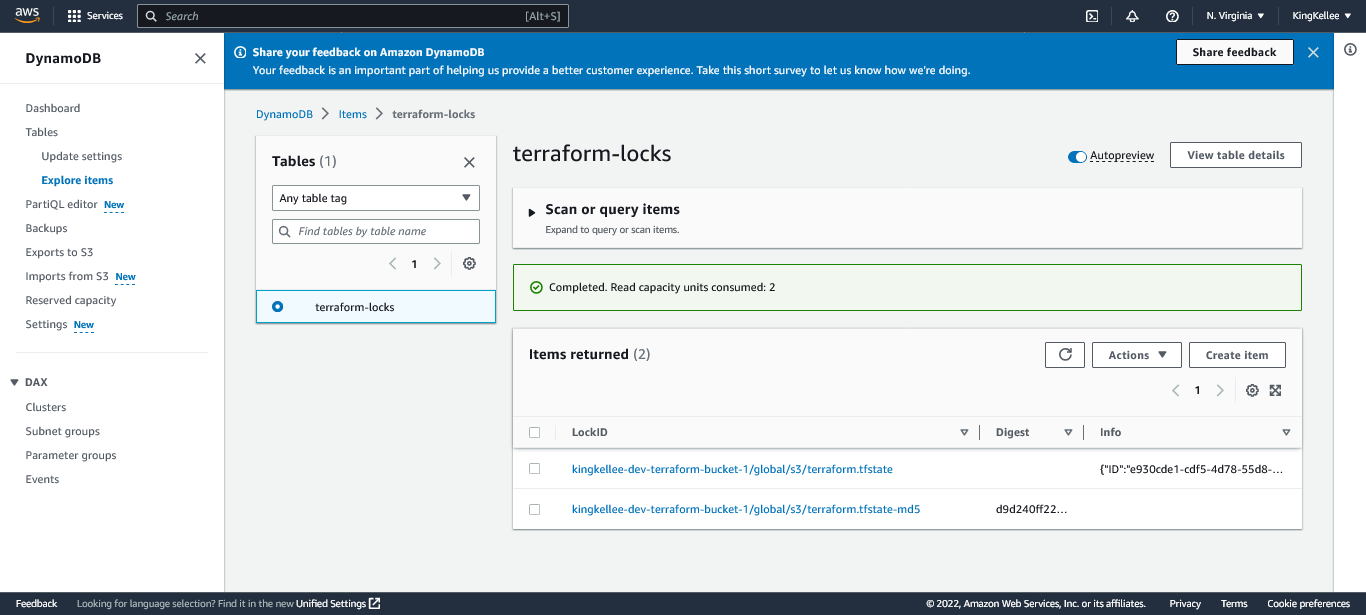 aws
Services
Search [Alt+S]
N. Virginia
KingKellee
DynamoDB
Dashboard
Tables
Update settings
Explore items
PartiQL editor New
Backups
Exports to S3
Imports from S3 New
Reserved capacity
Settings New
DAX
Clusters
Subnet groups
Parameter groups
Events
Share your feedback on Amazon DynamoDB
Your feedback is an important part of helping us provide a better customer experience. Take this short survey to let us know how we're doing.
Share feedback
DynamoDB Items terraform-locks
Tables (1)
Any table tag
Find tables by table name
1
terraform-locks
terraform-locks
Autopreview
View table details
Scan or query items
Expand to query or scan items.
Completed. Read capacity units consumed: 2
Items returned (2)
Actions
Create item
1
LockID Digest Info
kingkellee-dev-terraform-bucket-1/global/s3/terraform.tfstate {"ID":"e930cde1-cdf5-4d78-55d8-...
kingkellee-dev-terraform-bucket-1/global/s3/terraform.tfstate-md5 d9d240ff22...
Feedback Looking for language selection? Find it in the new Unified Settings
© 2022, Amazon Web Services, Inc. or its affiliates. Privacy Terms Cookie preferences